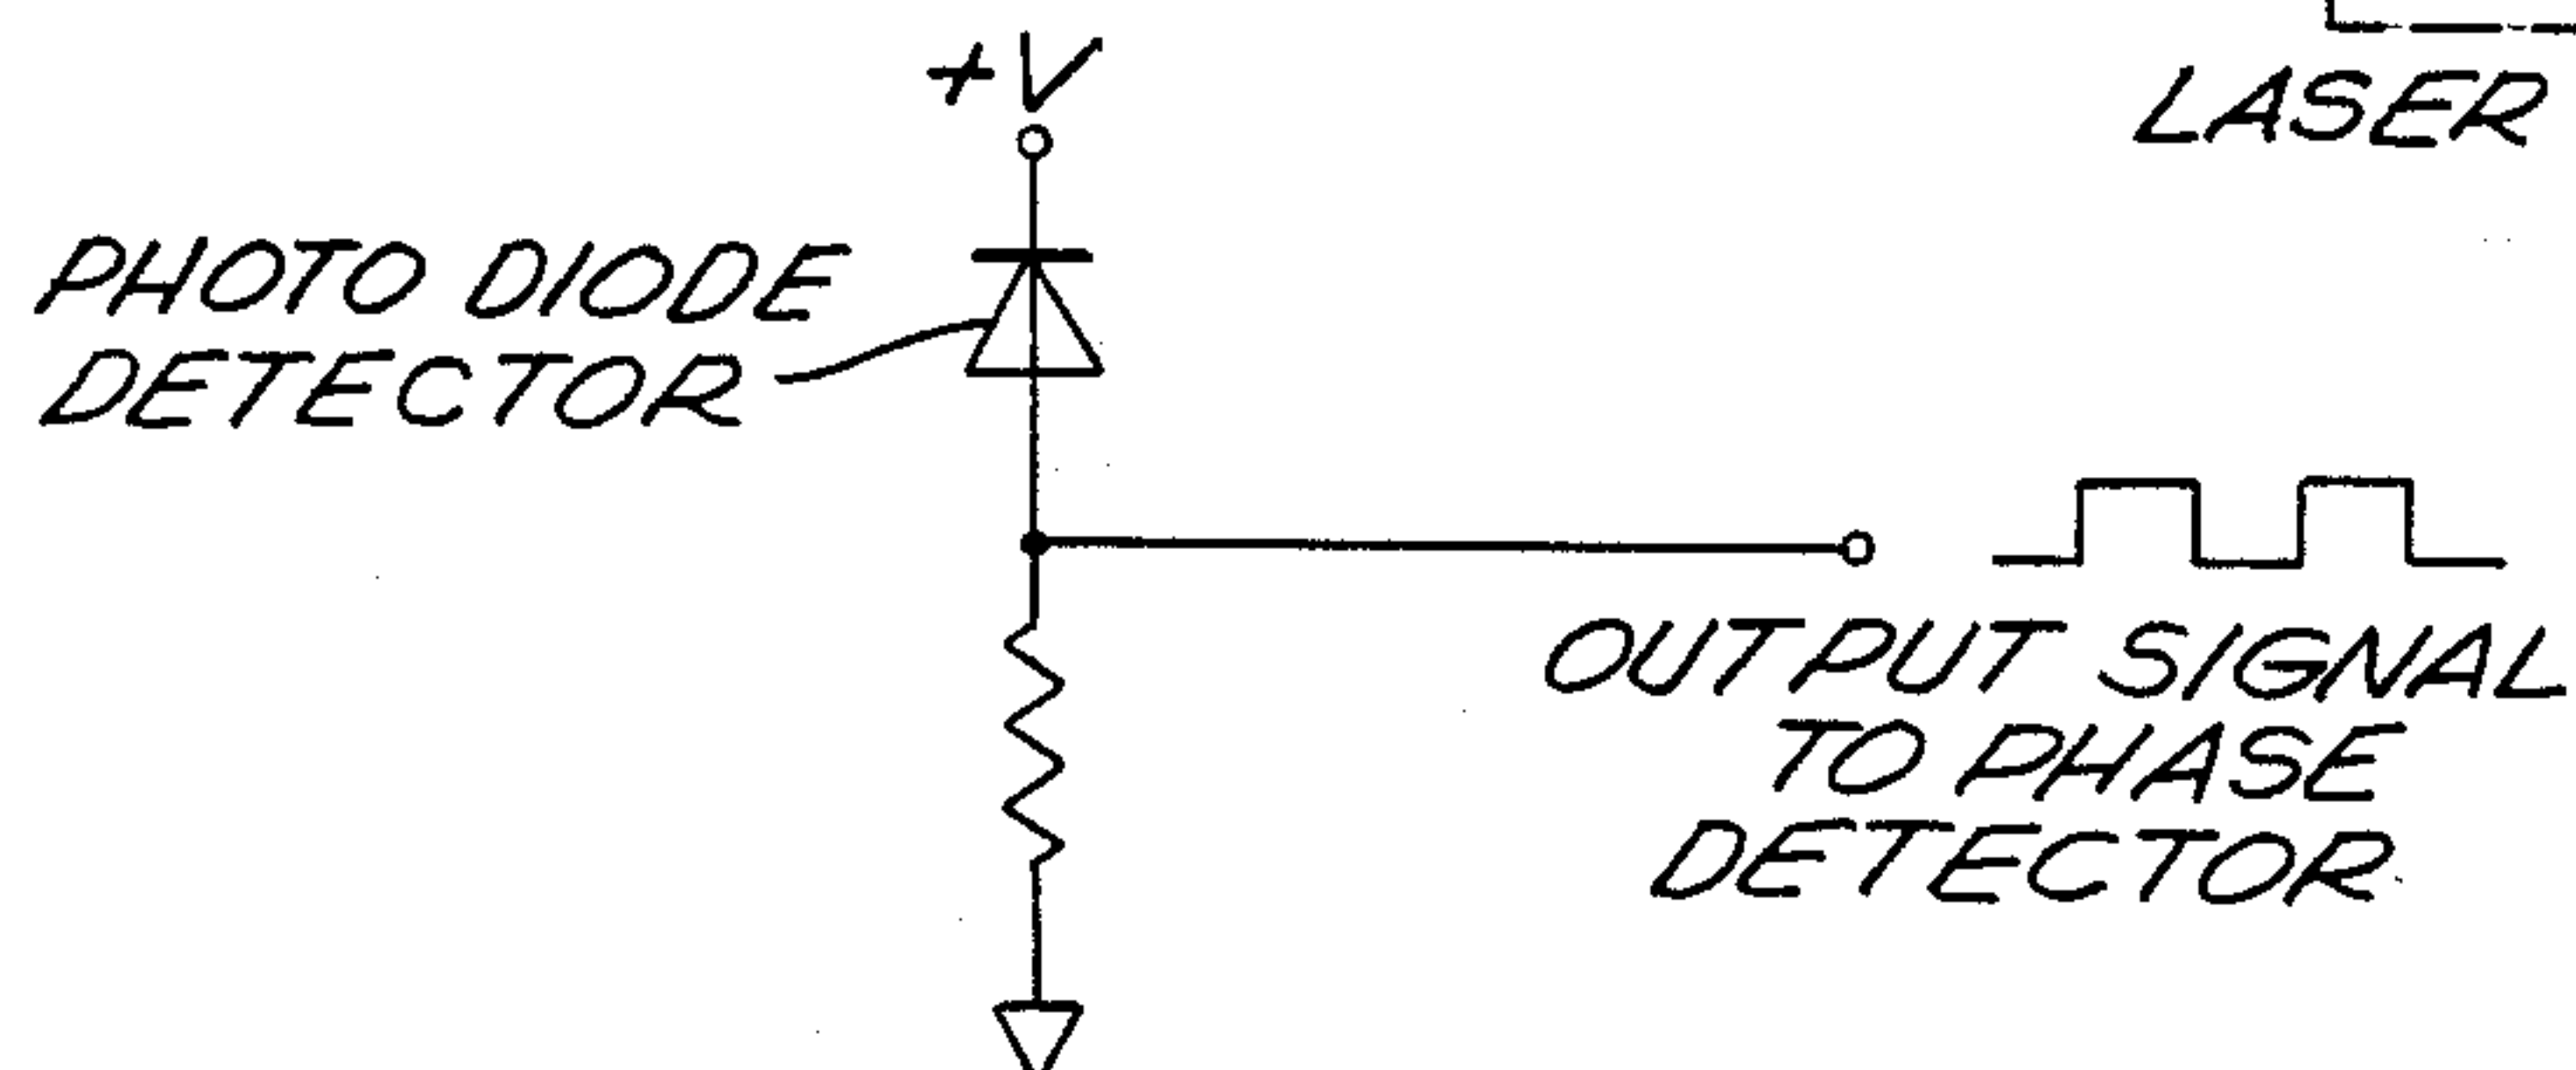 +V
LASER
PHOTO DIODE
DETECTOR
OUTPUT SIGNAL
TO PHASE
DETECTOR